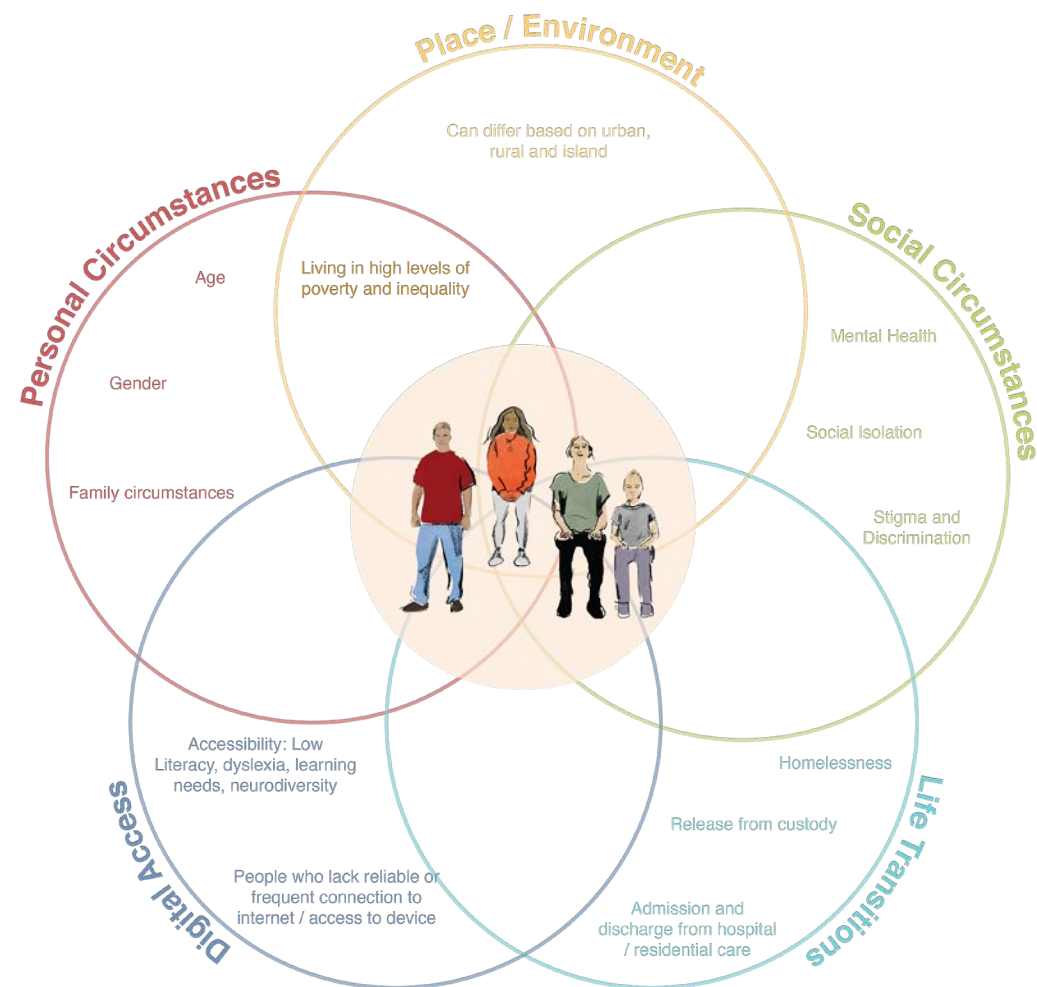 Place / Environment
Can differ based on urban,
rural and island
Personal Circumstances
Age
Living in high levels of
poverty and inequality
Gender
Family circumstances
Social Circumstances
Mental Health
Social Isolation
Stigma and
Discrimination
Accessibility: Low
Literacy, dyslexia, learning
needs, neurodiversity
People who lack reliable or
frequent connection to
internet / access to device
Digital Access
Homelessness
Release from custody
Admission and
discharge from hospital
/ residential care
Life Transitions